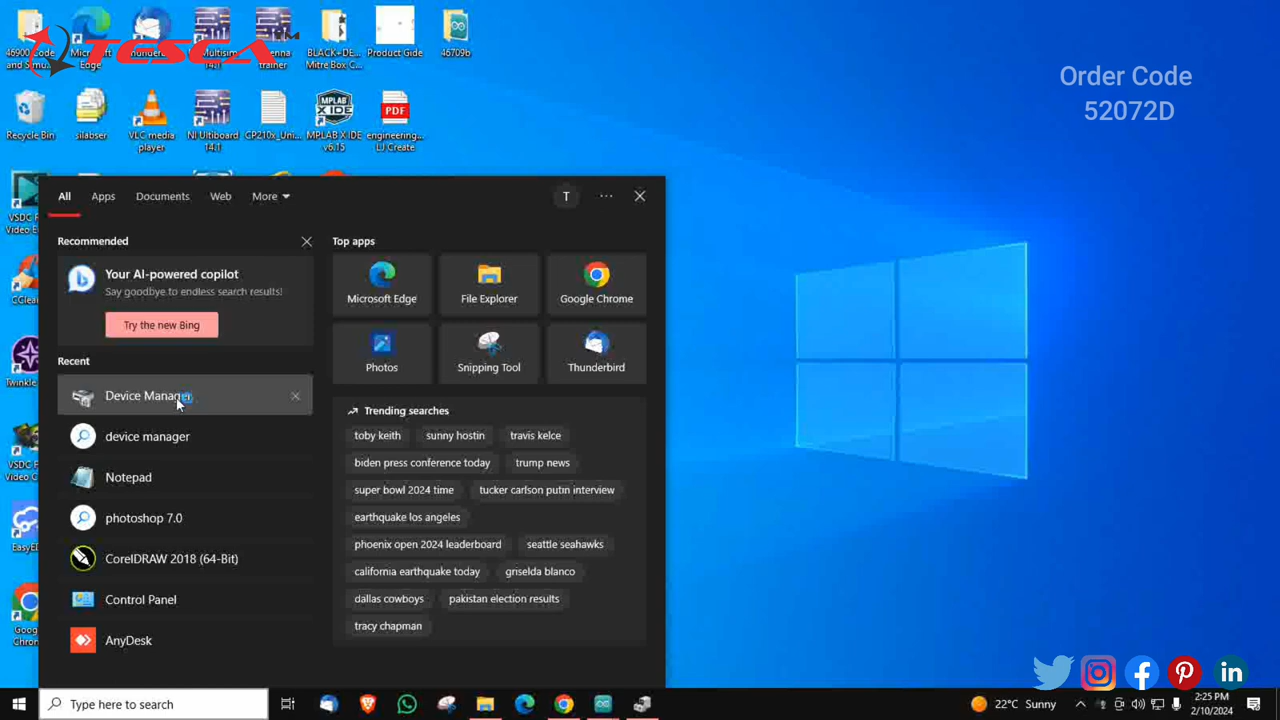 TESCA
TM
Order Code
52072D
46900 Code
and Simu...
Microsoft
Edge
Multisim
14.1
trainer
BLACK+DE...
Mitre Box C...
Product Gide
46709b
Recycle Bin
silabser
VLC media
player
NI Ultiboard
14.1
CP210x_Uni...
MPLAB X IDE
v6.15
engineering...
LJ Create
All
Apps
Documents
Web
More
T
Recommended
Your AI-powered copilot
Say goodbye to endless search results!
Try the new Bing
Recent
Device Manager
device manager
Notepad
photoshop 7.0
CorelDRAW 2018 (64-Bit)
Control Panel
AnyDesk
Top apps
Microsoft Edge
File Explorer
Google Chrome
Photos
Snipping Tool
Thunderbird
Trending searches
toby keith
sunny hostin
travis kelce
biden press conference today
trump news
super bowl 2024 time
tucker carlson putin interview
earthquake los angeles
phoenix open 2024 leaderboard
seattle seahawks
california earthquake today
griselda blanco
dallas cowboys
pakistan election results
tracy chapman
Type here to search
22°C Sunny
2:25 PM
2/10/2024